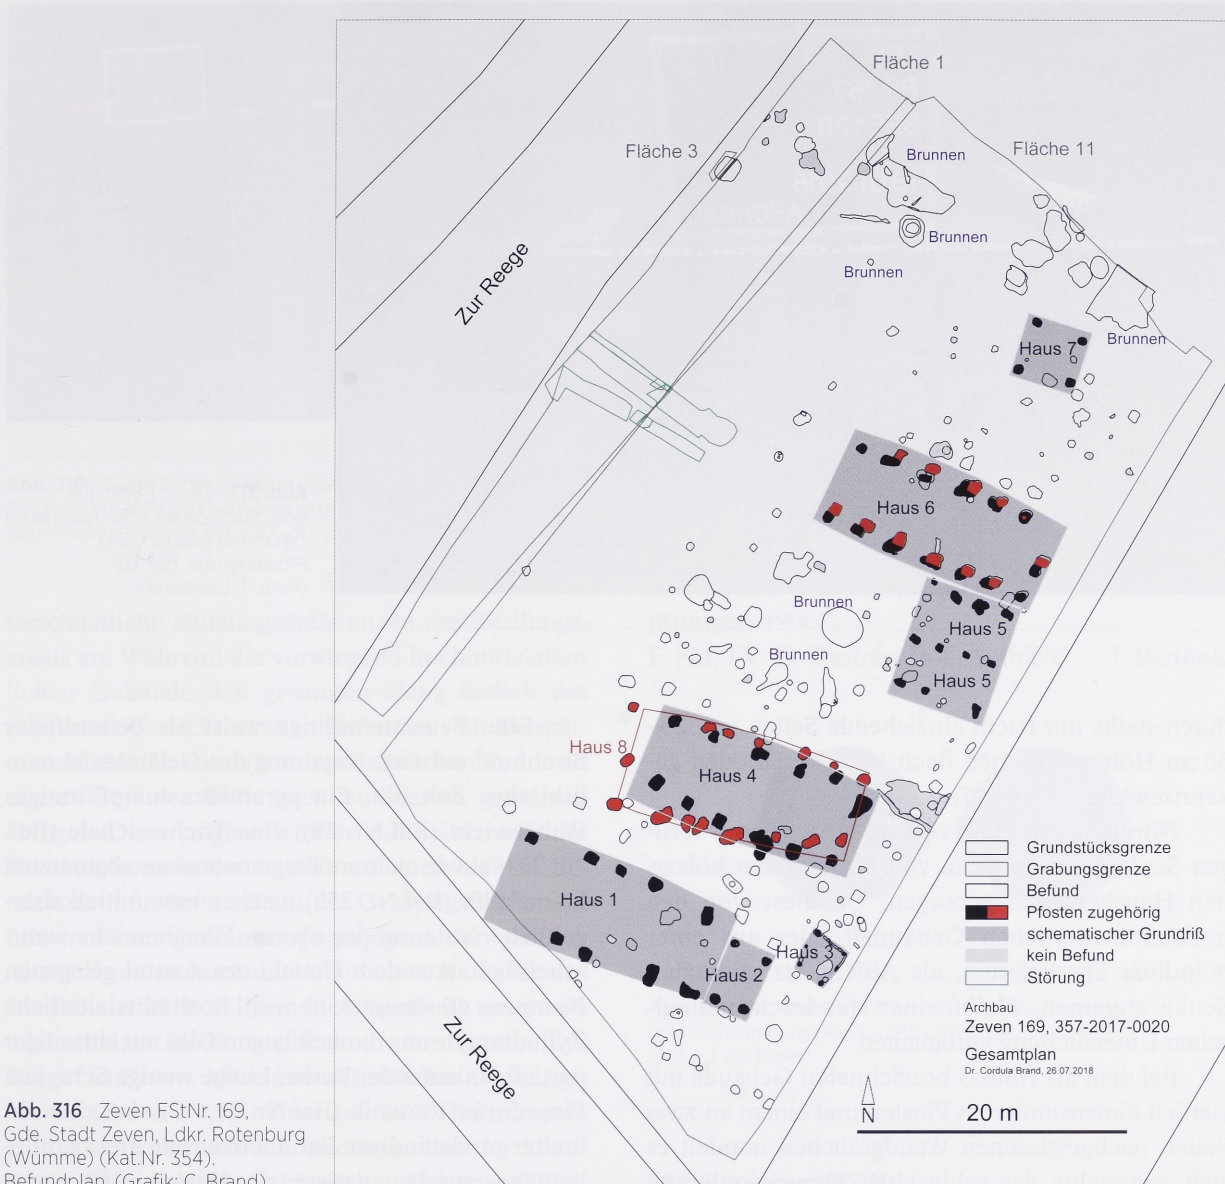 Fläche 1
Fläche 3
Fläche 11
Brunnen
Brunnen
Brunnen
Brunnen
Zur Reege
Haus 7
Haus 6
Haus 5
Haus 5
Brunnen
Brunnen
Haus 8
Haus 4
Haus 1
Haus 2
Haus 3
Zur Reege
Grundstücksgrenze
Grabungsgrenze
Befund
Pfosten zugehörig
schematischer Grundriß
kein Befund
Störung
Archbau
Zeven 169, 357-2017-0020
Gesamtplan
Dr. Cordula Brand, 26.07.2018
N
20 m
Abb. 316 Zeven FStNr. 169,
Gde. Stadt Zeven, Ldkr. Rotenburg
(Wümme) (Kat.Nr. 354).
Befundplan. (Grafik: C. Brand)